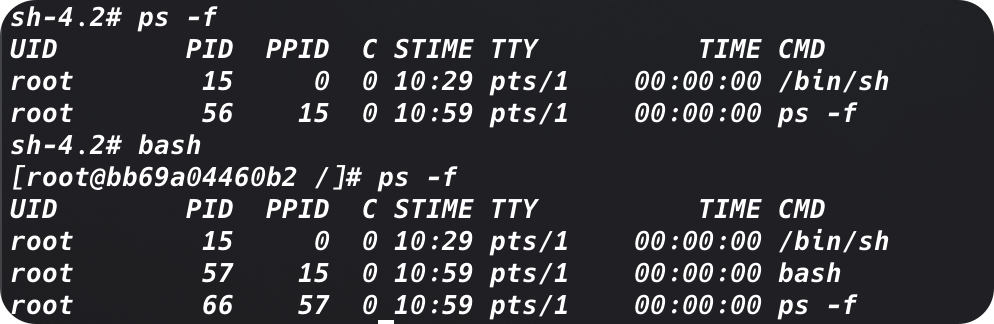 sh-4.2# ps -f
UID        PID  PPID  C STIME TTY          TIME CMD
root        15     0  0 10:29 pts/1    00:00:00 /bin/sh
root        56    15  0 10:59 pts/1    00:00:00 ps -f
sh-4.2# bash
[root@bb69a04460b2 /]# ps -f
UID        PID  PPID  C STIME TTY          TIME CMD
root        15     0  0 10:29 pts/1    00:00:00 /bin/sh
root        57    15  0 10:59 pts/1    00:00:00 bash
root        66    57  0 10:59 pts/1    00:00:00 ps -f